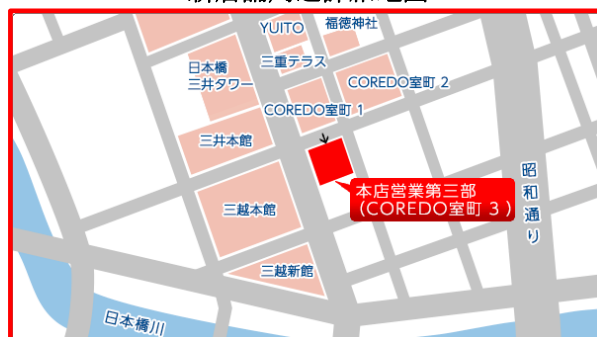 YUITO
福徳神社
三重テラス
日本橋
三井タワー
COREDO室町 2
COREDO室町 1
三井本館
本店営業第三部
(COREDO室町 3 )
昭和通り
三越本館
三越新館
日本橋川